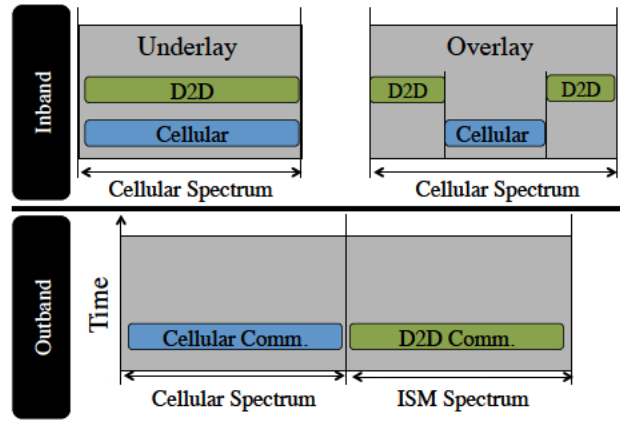 Inband
Underlay
D2D
Cellular
Cellular Spectrum
Overlay
D2D
D2D
Cellular
Cellular Spectrum
Outband
Time
Cellular Comm.
D2D Comm.
Cellular Spectrum
ISM Spectrum